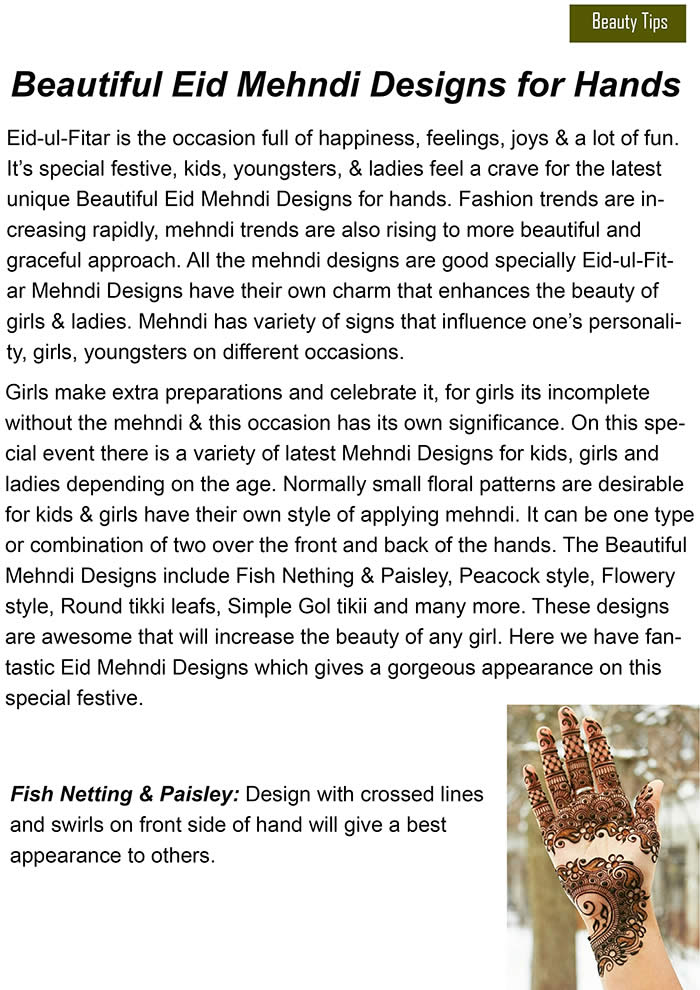 Beauty Tips
Beautiful Eid Mehndi Designs for Hands
Eid-ul-Fitar is the occasion full of happiness, feelings, joys & a lot of fun.
It’s special festive, kids, youngsters, & ladies feel a crave for the latest
unique Beautiful Eid Mehndi Designs for hands. Fashion trends are in-
creasing rapidly, mehndi trends are also rising to more beautiful and
graceful approach. All the mehndi designs are good specially Eid-ul-Fit-
ar Mehndi Designs have their own charm that enhances the beauty of
girls & ladies. Mehndi has variety of signs that influence one’s personali-
ty, girls, youngsters on different occasions.
Girls make extra preparations and celebrate it, for girls its incomplete
without the mehndi & this occasion has its own significance. On this spe-
cial event there is a variety of latest Mehndi Designs for kids, girls and
ladies depending on the age. Normally small floral patterns are desirable
for kids & girls have their own style of applying mehndi. It can be one type
or combination of two over the front and back of the hands. The Beautiful
Mehndi Designs include Fish Nething & Paisley, Peacock style, Flowery
style, Round tikki leafs, Simple Gol tikii and many more. These designs
are awesome that will increase the beauty of any girl. Here we have fan-
tastic Eid Mehndi Designs which gives a gorgeous appearance on this
special festive.
Fish Netting & Paisley: Design with crossed lines
and swirls on front side of hand will give a best
appearance to others.